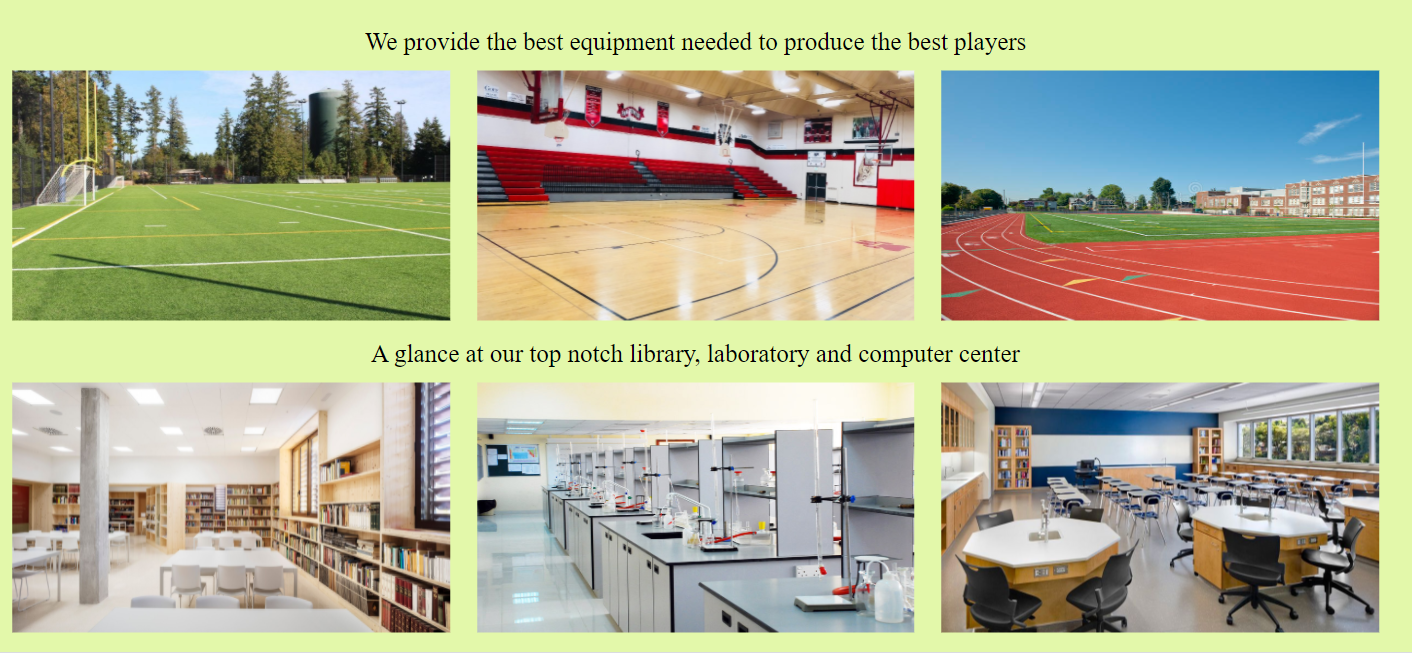 We provide the best equipment needed to produce the best players
A glance at our top notch library, laboratory and computer center